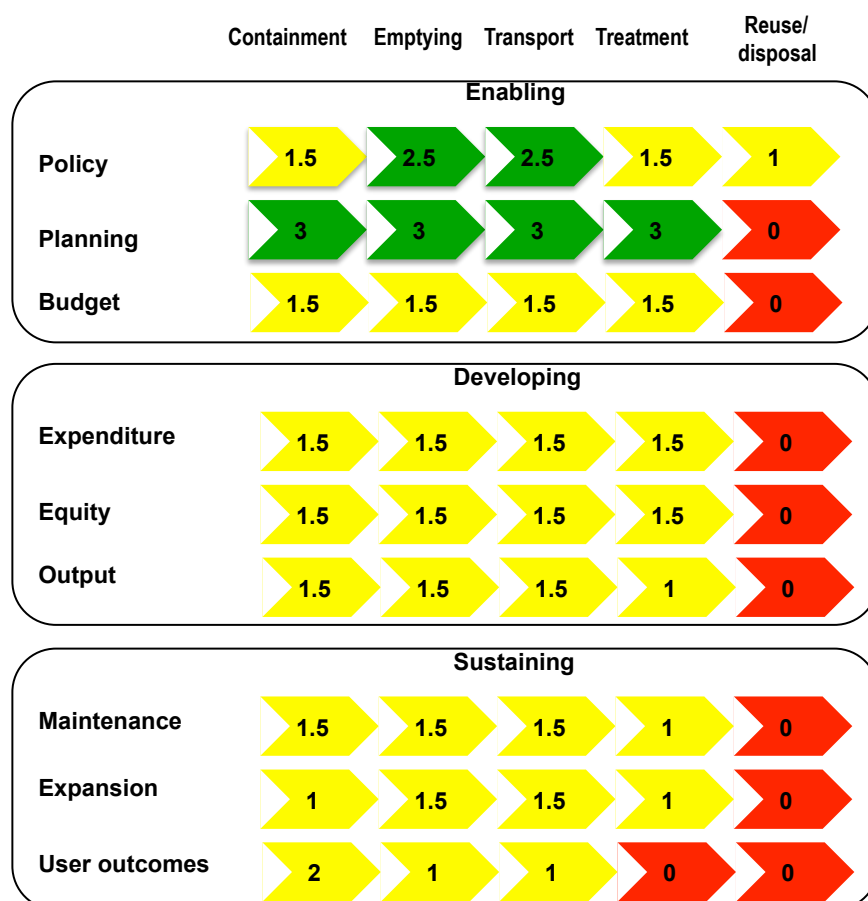 Containment Emptying Transport Treatment Reuse/
disposal
Enabling
Policy 1.5 2.5 2.5 1.5 1
Planning 3 3 3 3 0
Budget 1.5 1.5 1.5 1.5 0
Developing
Expenditure 1.5 1.5 1.5 1.5 0
Equity 1.5 1.5 1.5 1.5 0
Output 1.5 1.5 1.5 1 0
Sustaining
Maintenance 1.5 1.5 1.5 1 0
Expansion 1 1.5 1.5 1 0
User outcomes 2 1 1 0 0